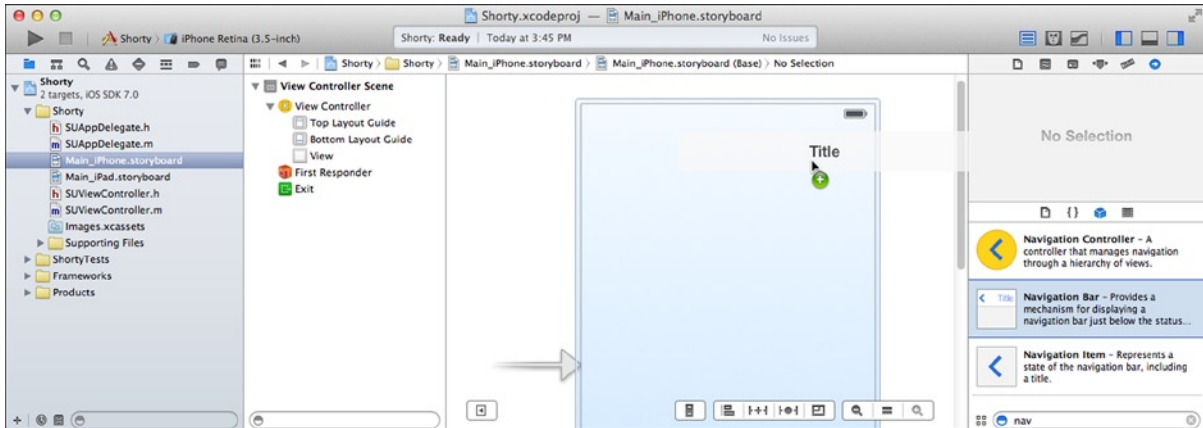 Shorty.xcodeproj — Main_iPhone.storyboard
Shorty › iPhone Retina (3.5-inch)
Shorty: Ready | Today at 3:45 PM
No Issues
Shorty › Shorty › Main_iPhone.storyboard › Main_iPhone.storyboard (Base) › No Selection
Shorty
2 targets, iOS SDK 7.0
Shorty
h SUAppDelegate.h
m SUAppDelegate.m
Main_iPhone.storyboard
Main_iPad.storyboard
h SUViewController.h
m SUViewController.m
Images.xcassets
Supporting Files
ShortyTests
Frameworks
Products
View Controller Scene
View Controller
Top Layout Guide
Bottom Layout Guide
View
First Responder
Exit
Title
No Selection
{}
Navigation Controller – A
controller that manages navigation
through a hierarchy of views.
Title
Navigation Bar – Provides a
mechanism for displaying a
navigation bar just below the status...
Navigation Item – Represents a
state of the navigation bar, including
a title.
nav